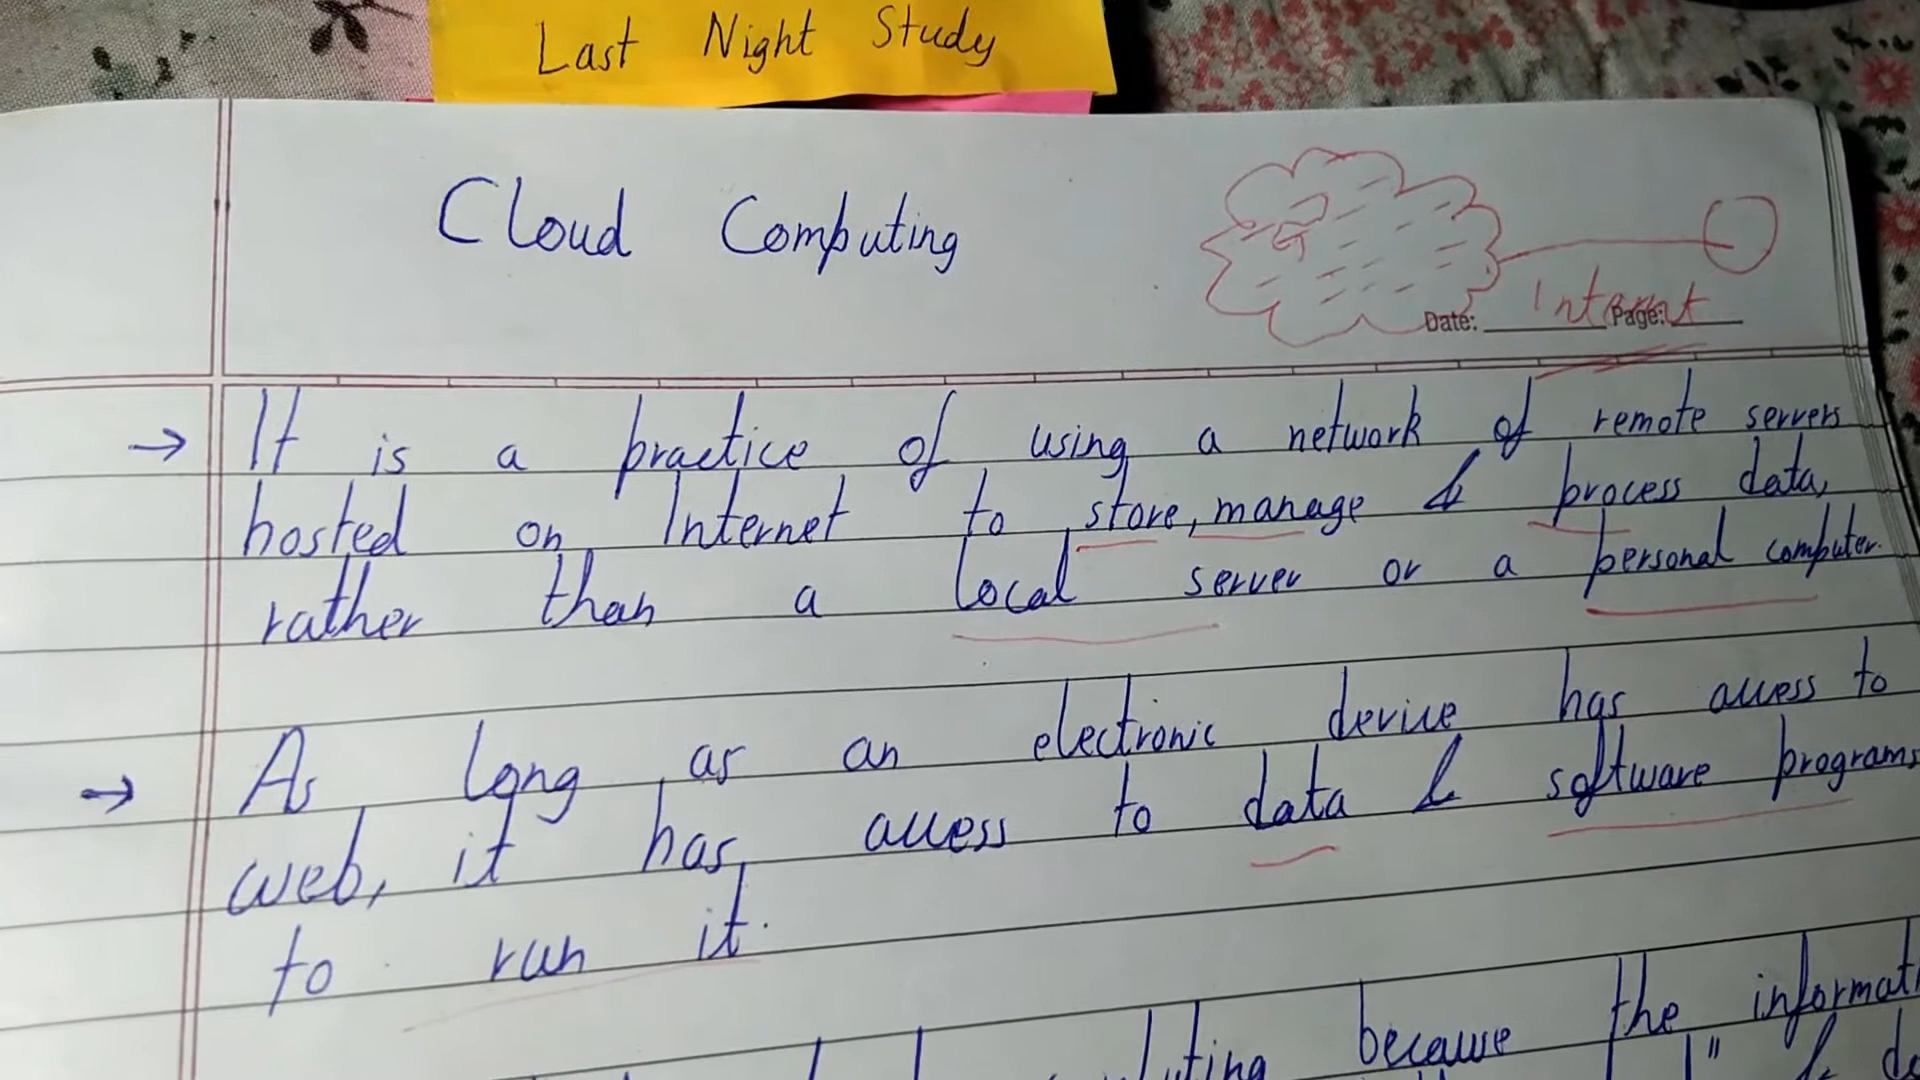 Last Night Study
Cloud Computing
Date: Page:
Internet
→ It is a practice of using a network of remote servers
hosted on Internet to store, manage & process data,
rather than a local server or a personal computer.
→ As long as an electronic device has access to
web, it has access to data & software programs
to run it.
because the informati